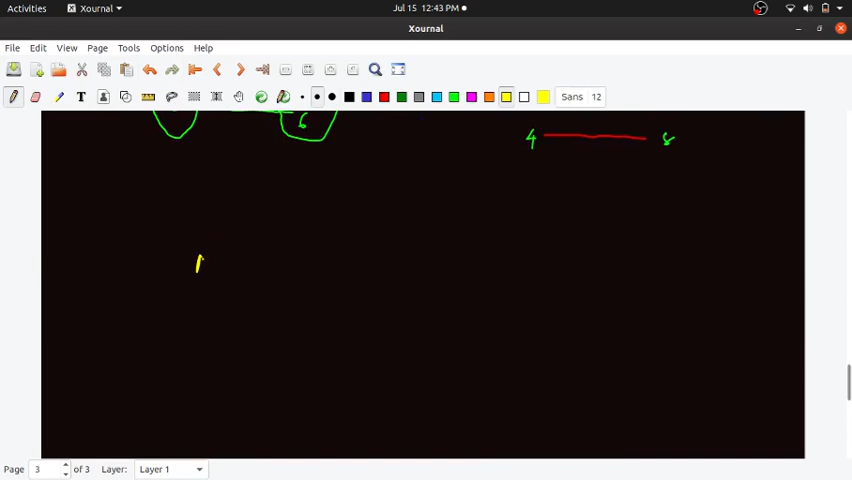 Activities Xournal Jul 15 12:43 PM
Xournal
File Edit View Page Tools Options Help
T Sans 12
6
4 8
Page 3 of 3 Layer: Layer 1